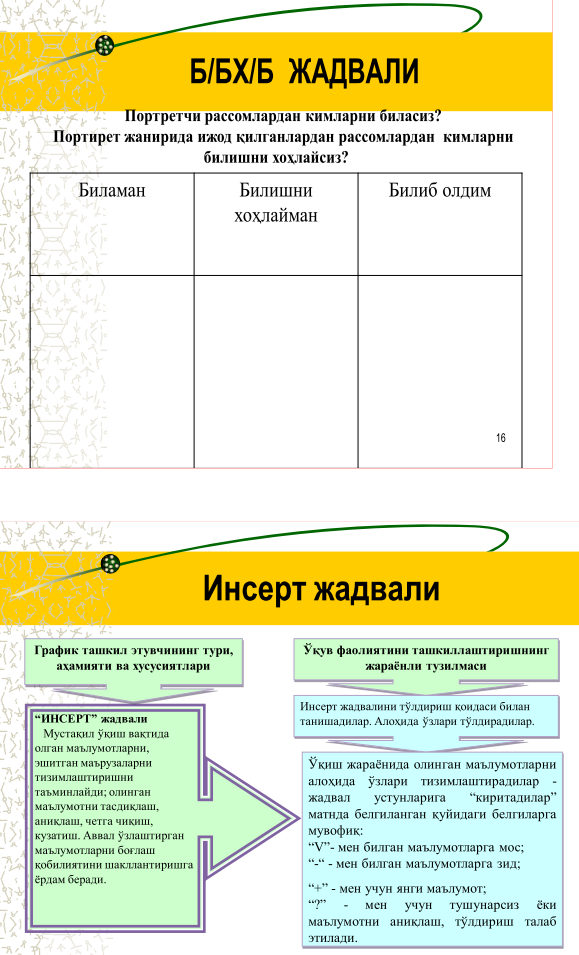 Б/БХ/Б ЖАДВАЛИ
Портретчи рассомлардан кимларни биласиз?
Портирет жанирида ижод қилганлардан рассомлардан кимларни
билишни хоҳлайсиз?
Биламан
Билишни
хоҳлайман
Билиб олдим
16
Инсерт жадвали
График ташкил этувчининг тури,
аҳамияти ва хусусиятлари
“ИНСЕРТ” жадвали
Мустақил ўқиш вақтида
олган маълумотларни,
эшитган маърузаларни
тизимлаштиришни
таъминлайди; олинган
маълумотни тасдиқлаш,
аниқлаш, четга чиқиш,
кузатиш. Аввал ўзлаштирган
маълумотларни боғлаш
қобилиятини шакллантиришга
ёрдам беради.
Ўқув фаолиятини ташкиллаштиришнинг
жараёнли тузилмаси
Инсерт жадвалини тўлдириш қоидаси билан
танишадилар. Алоҳида ўзлари тўлдирадилар.
Ўқиш жараёнида олинган маълумотларни
алоҳида ўзлари тизимлаштирадилар -
жадвал устунларига “киритадилар”
матнда белгиланган қуйидаги белгиларга
мувофиқ:
“V”- мен билган маълумотларга мос;
“-“ - мен билган маълумотларга зид;
“+” - мен учун янги маълумот;
“?” - мен учун тушунарсиз ёки
маълумотни аниқлаш, тўлдириш талаб
этилади.